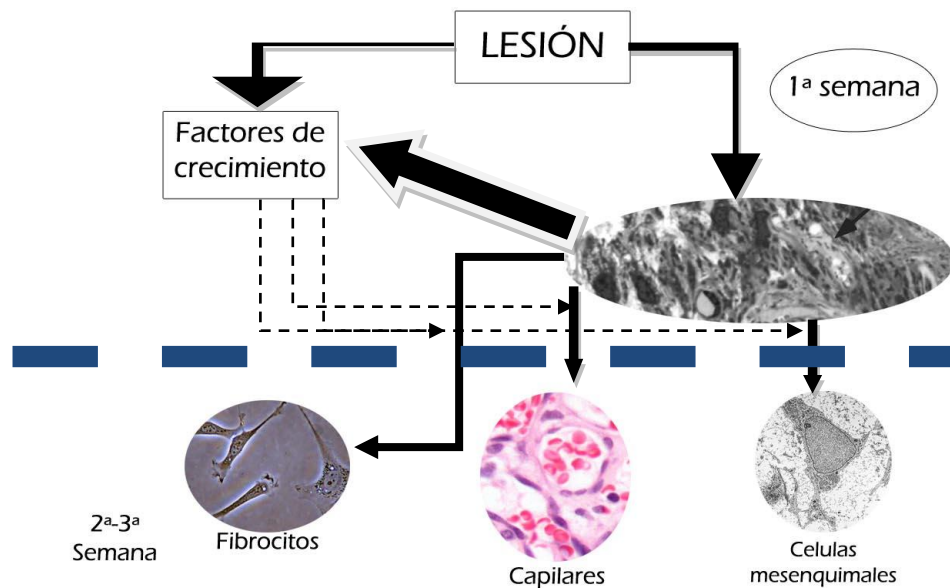 LESIÓN
1ª semana
Factores de
crecimiento
2ª-3ª
Semana
Fibrocitos
Capilares
Celulas
mesenquimales